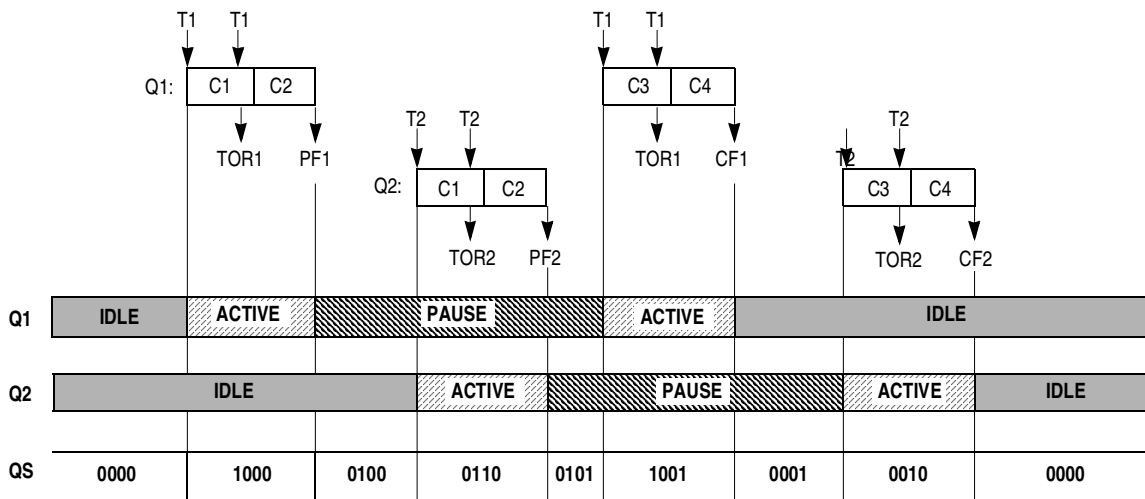 T1 T1 T1 T1
Q1: C1 C2 C3 C4
T2 T2 T2
TOR1 PF1 TOR1 CF1 T2
Q2: C1 C2 C3 C4
TOR2 PF2 TOR2 CF2
Q1 IDLE ACTIVE PAUSE ACTIVE IDLE
Q2 IDLE ACTIVE PAUSE ACTIVE IDLE
QS 0000 1000 0100 0110 0101 1001 0001 0010 0000